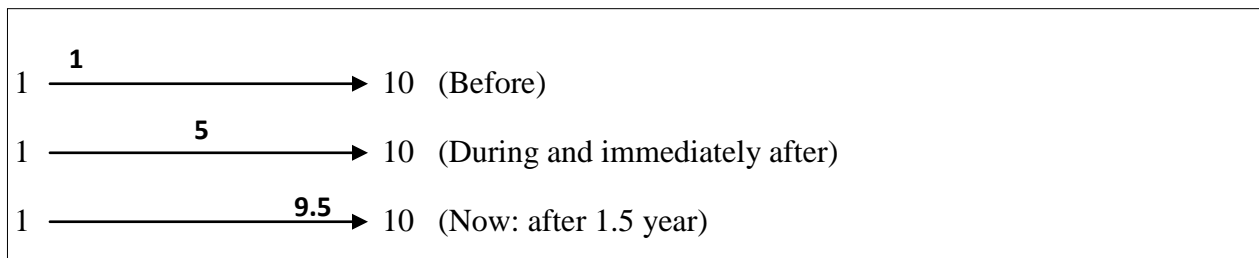 1
1 10 (Before)
5
1 10 (During and immediately after)
9.5
1 10 (Now: after 1.5 year)